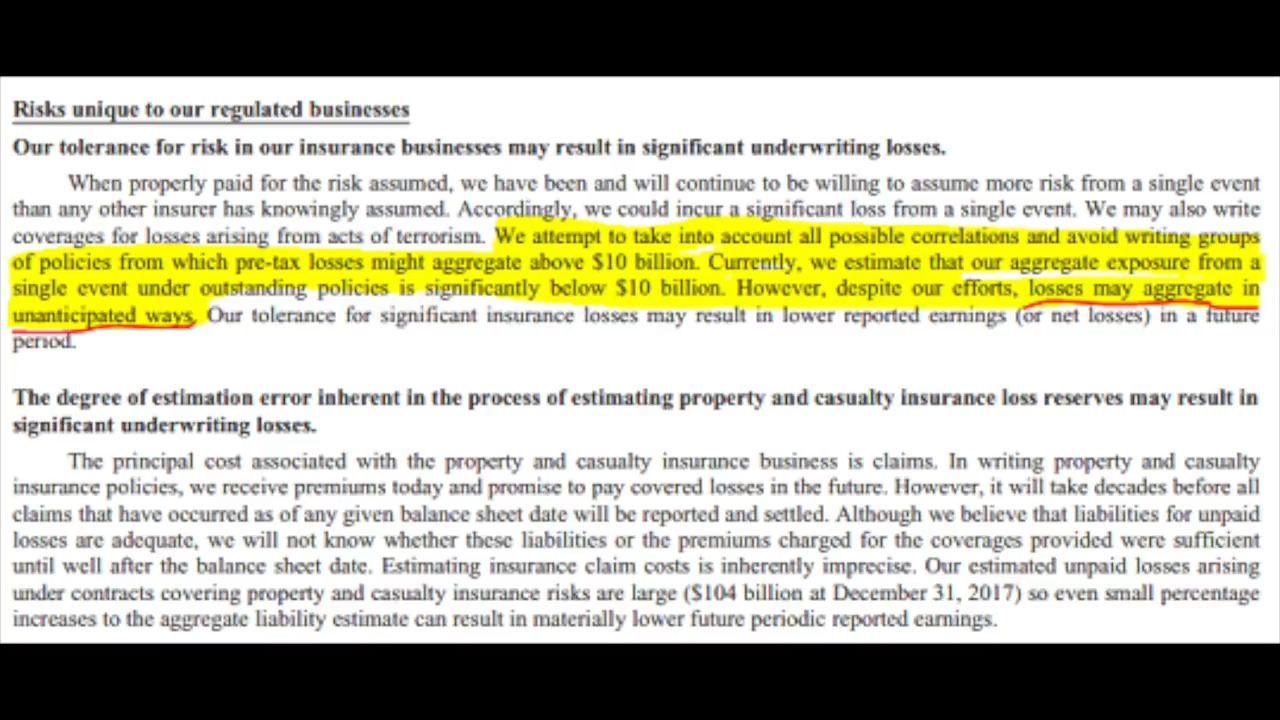 Risks unique to our regulated businesses
Our tolerance for risk in our insurance businesses may result in significant underwriting losses.
When properly paid for the risk assumed, we have been and will continue to be willing to assume more risk from a single event
than any other insurer has knowingly assumed. Accordingly, we could incur a significant loss from a single event. We may also write
coverages for losses arising from acts of terrorism. We attempt to take into account all possible correlations and avoid writing groups
of policies from which pre-tax losses might aggregate above $10 billion. Currently, we estimate that our aggregate exposure from a
single event under outstanding policies is significantly below $10 billion. However, despite our efforts, losses may aggregate in
unanticipated ways. Our tolerance for significant insurance losses may result in lower reported earnings (or net losses) in a future
period.
The degree of estimation error inherent in the process of estimating property and casualty insurance loss reserves may result in
significant underwriting losses.
The principal cost associated with the property and casualty insurance business is claims. In writing property and casualty
insurance policies, we receive premiums today and promise to pay covered losses in the future. However, it will take decades before all
claims that have occurred as of any given balance sheet date will be reported and settled. Although we believe that liabilities for unpaid
losses are adequate, we will not know whether these liabilities or the premiums charged for the coverages provided were sufficient
until well after the balance sheet date. Estimating insurance claim costs is inherently imprecise. Our estimated unpaid losses arising
under contracts covering property and casualty insurance risks are large ($104 billion at December 31, 2017) so even small percentage
increases to the aggregate liability estimate can result in materially lower future periodic reported earnings.